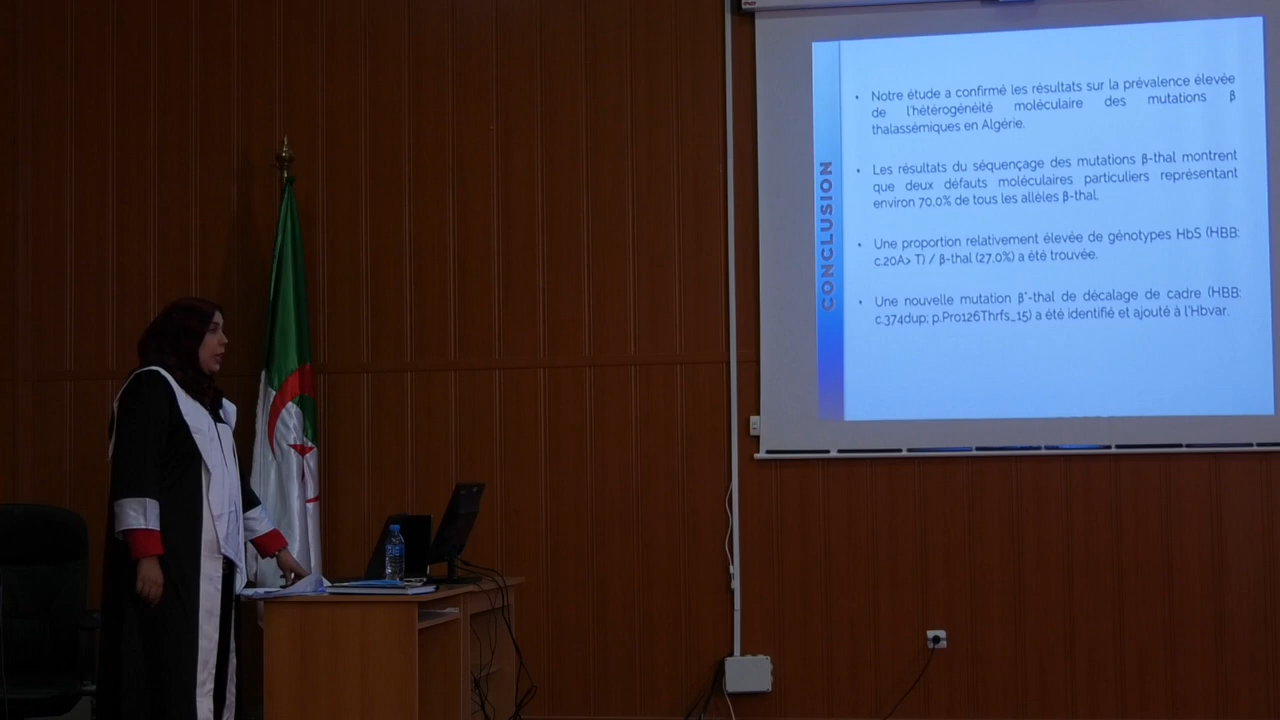 CONCLUSION
• Notre étude a confirmé les résultats sur la prévalence élevée
de l'hétérogénéité moléculaire des mutations β
thalassémiques en Algérie.
• Les résultats du séquençage des mutations β-thal montrent
que deux défauts moléculaires particuliers représentant
environ 70.0% de tous les allèles β-thal.
• Une proportion relativement élevée de génotypes HbS (HBB:
c.20A> T) / β-thal (27.0%) a été trouvée.
• Une nouvelle mutation β°-thal de décalage de cadre (HBB:
c.374dup; p.Pro126Thrfs_15) a été identifié et ajouté à l'Hbvar.